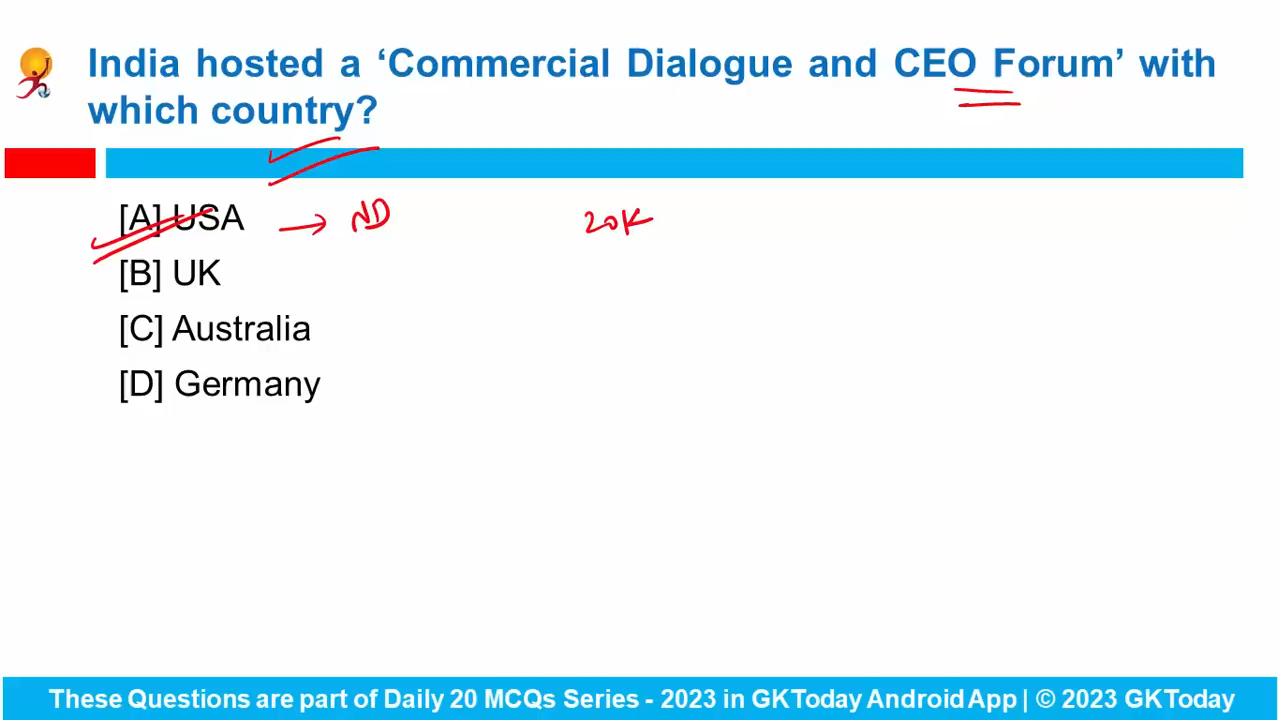 India hosted a ‘Commercial Dialogue and CEO Forum’ with
which country?
[A] USA → ND 20K
[B] UK
[C] Australia
[D] Germany
These Questions are part of Daily 20 MCQs Series - 2023 in GKToday Android App | © 2023 GKToday